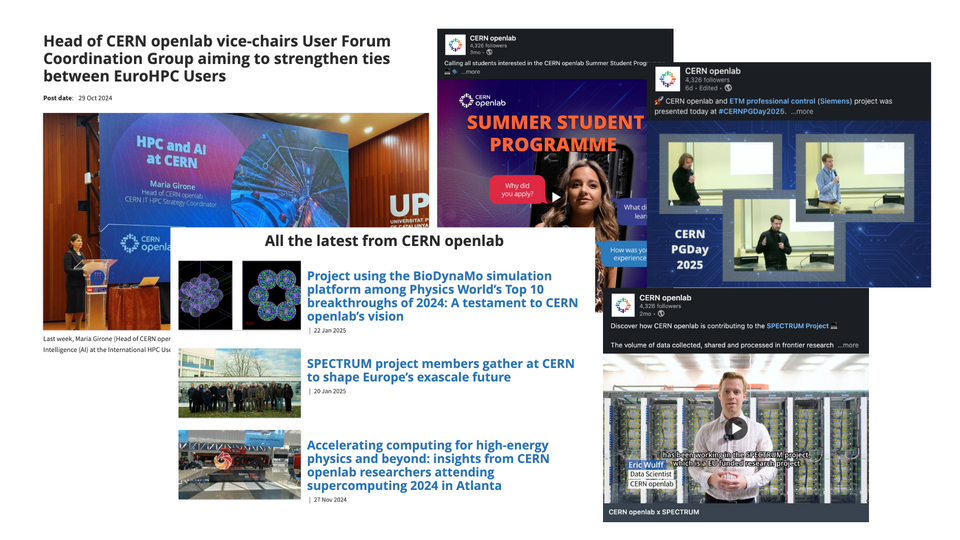 Head of CERN openlab vice-chairs User Forum
Coordination Group aiming to strengthen ties
between EuroHPC Users
Post date: 29 Oct 2024
HPC and AI
at CERN
Maria Girone
Head of CERN openlab
CERN IT HPC Strategy Coordinator
CERN
openla
UP
UNIVERSITAT P
DE CATALUN
Last week, Maria Girone (Head of CERN oper
Intelligence (AI) at the International HPC Use
All the latest from CERN openlab
Project using the BioDynaMo simulation
platform among Physics World's Top 10
breakthroughs of 2024: A testament to CERN
openlab's vision
| 22 Jan 2025
SPECTRUM project members gather at CERN
to shape Europe's exascale future
| 20 Jan 2025
Accelerating computing for high-energy
physics and beyond: insights from CERN
openlab researchers attending
supercomputing 2024 in Atlanta
| 27 Nov 2024
CERN openlab
4,326 followers
3mo •
Calling all students interested in the CERN openlab Summer Student Prog
...more
CERN
openlab
SUMMER STUDENT
PROGRAMME
Why did
you apply?
What di
lear
How was yo
experience
CERN openlab
4,326 followers
6d • Edited •
🚀 CERN openlab and ETM professional control (Siemens) project was
presented today at #CERNPGDay2025. ...more
CERN
PGDay
2025
CERN openlab
4,326 followers
2mo •
Discover how CERN openlab is contributing to the SPECTRUM Project 💻
The volume of data collected, shared and processed in frontier research ...more
has been working in the SPECTRUM project
which is a EU funded research project
Eric Wulff
Data Scientist
CERN openlab
CERN openlab x SPECTRUM